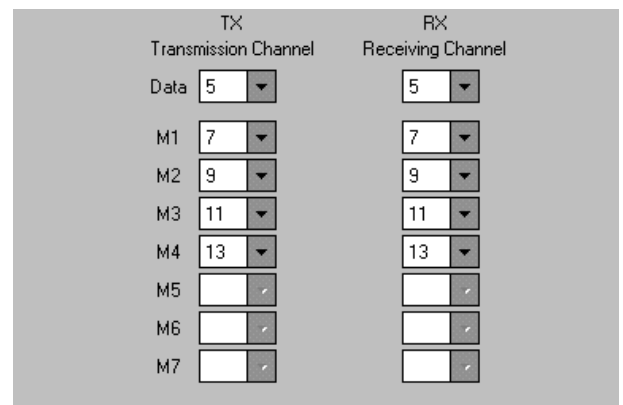 TX RX
Transmission Channel Receiving Channel
Data 5 5
M1 7 7
M2 9 9
M3 11 11
M4 13 13
M5
M6
M7